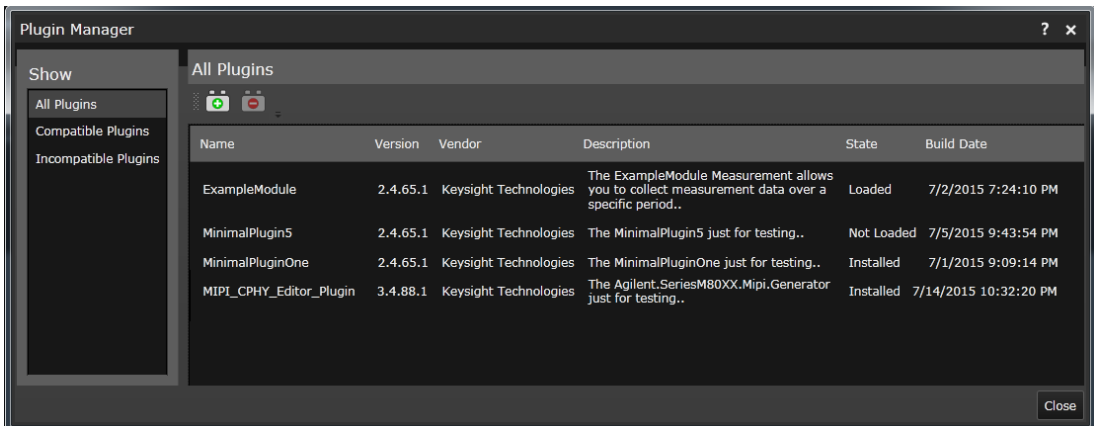 Plugin Manager ? x
Show
All Plugins
Compatible Plugins
Incompatible Plugins
All Plugins
Name Version Vendor Description State Build Date
ExampleModule 2.4.65.1 Keysight Technologies The ExampleModule Measurement allows you to collect measurement data over a specific period.. Loaded 7/2/2015 7:24:10 PM
MinimalPlugin5 2.4.65.1 Keysight Technologies The MinimalPlugin5 just for testing.. Not Loaded 7/5/2015 9:43:54 PM
MinimalPluginOne 2.4.65.1 Keysight Technologies The MinimalPluginOne just for testing.. Installed 7/1/2015 9:09:14 PM
MIPI_CPHY_Editor_Plugin 3.4.88.1 Keysight Technologies The Agilent.SeriesM80XX.Mipi.Generator just for testing.. Installed 7/14/2015 10:32:20 PM
Close